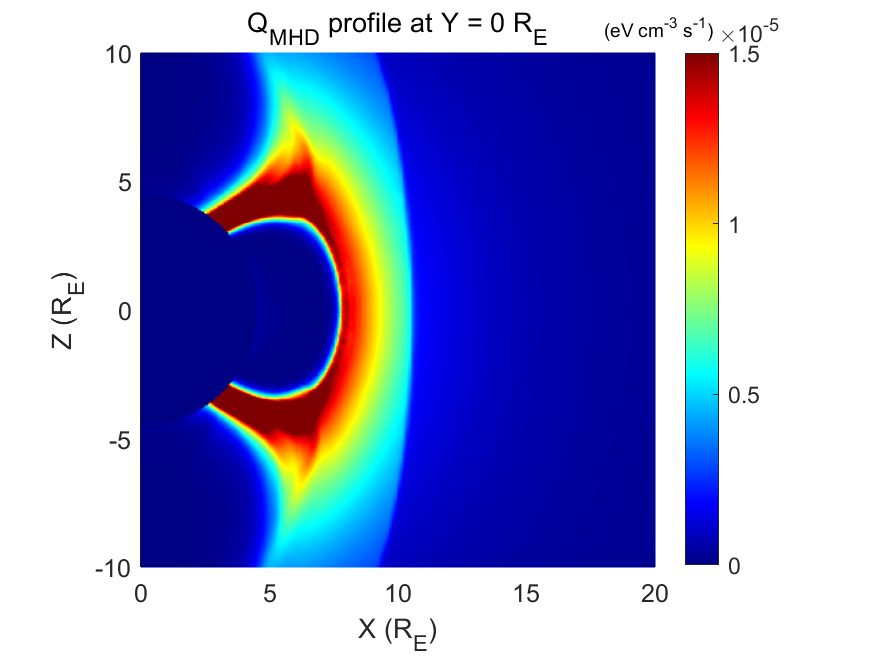 Q_MHD profile at Y = 0 R_E
(eV cm⁻³ s⁻¹) ×10⁻⁵
10
5
0
-5
-10
Z (R_E)
0 5 10 15 20
X (R_E)
1.5
1
0.5
0